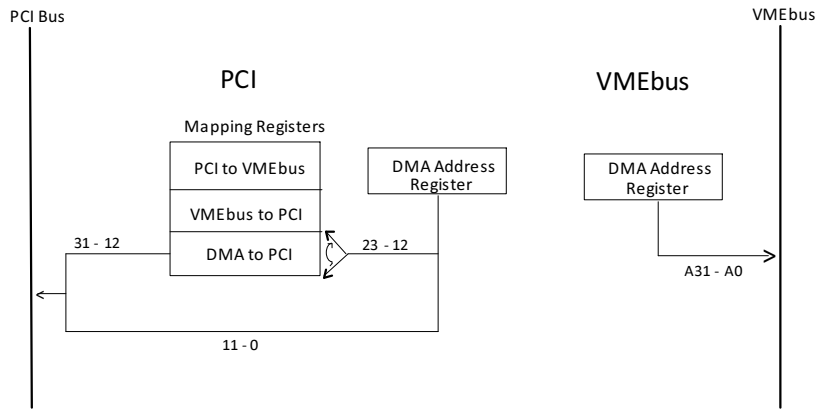 PCI Bus
VMEbus
PCI
VMEbus
Mapping Registers
PCI to VMEbus
VMEbus to PCI
DMA to PCI
DMA Address
Register
DMA Address
Register
31 - 12
23 - 12
A31 - A0
11 - 0